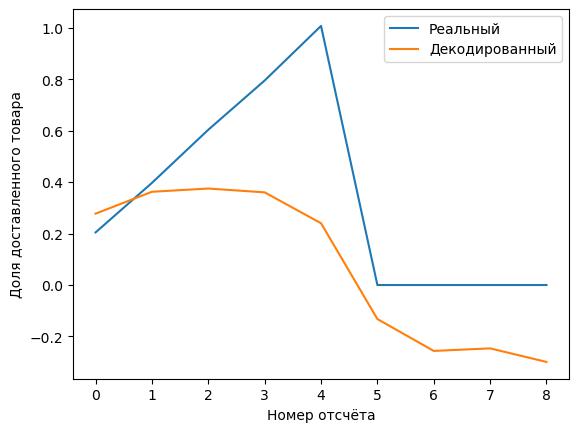 Реальный
Декодированный
1.0
0.8
0.6
0.4
0.2
0.0
−0.2
Доля доставленного товара
0 1 2 3 4 5 6 7 8
Номер отсчёта